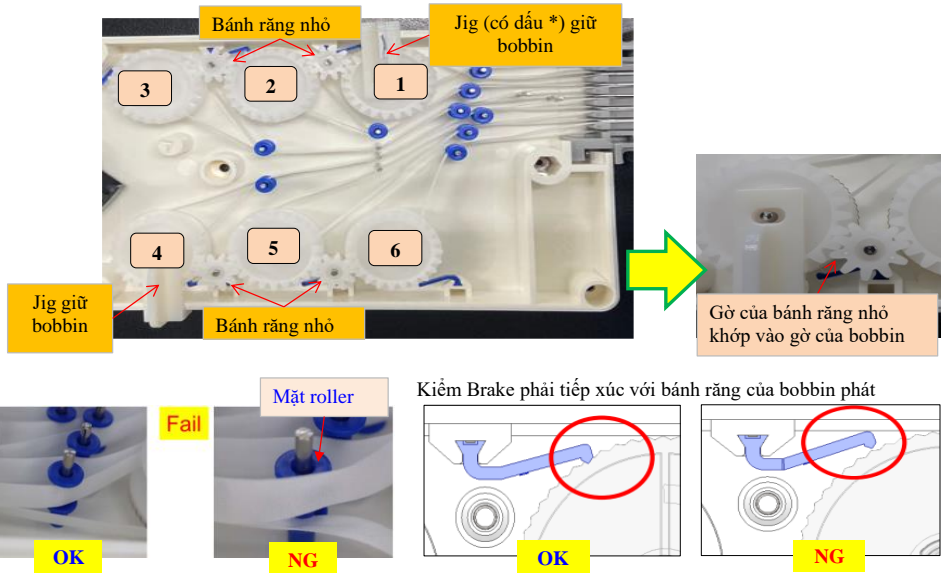 Bánh răng nhỏ
Jig (có dấu *) giữ
bobbin
3
2
1
4
5
6
Jig giữ
bobbin
Bánh răng nhỏ
Gờ của bánh răng nhỏ
khớp vào gờ của bobbin
Mặt roller
Kiểm Brake phải tiếp xúc với bánh răng của bobbin phát
Fail
OK
NG
OK
NG